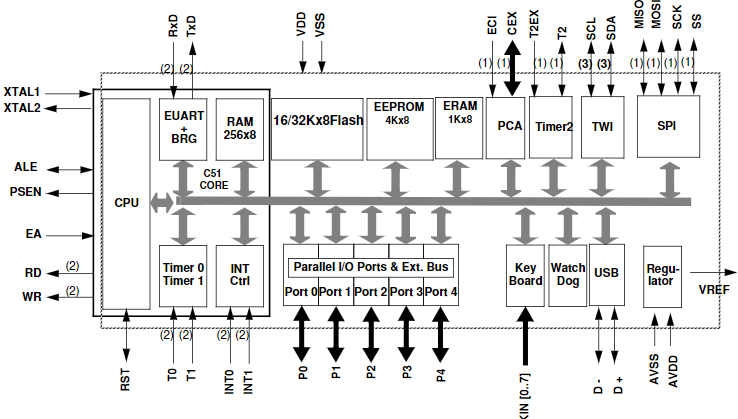 RxD
TxD
VDD
VSS
ECI
CEX
T2EX
T2
SCL
SDA
MISO
MOSI
SCK
SS
(2) (2)
(1) (1)
(1) (1)
(3) (3)
(1) (1) (1) (1)
XTAL1
XTAL2
ALE
PSEN
EA
RD
(2)
WR
(2)
CPU
EUART
+
BRG
RAM
256x8
C51
CORE
16/32Kx8Flash
EEPROM
4Kx8
ERAM
1Kx8
PCA
Timer2
TWI
SPI
Timer 0
Timer 1
INT
Ctrl
Parallel I/O Ports & Ext. Bus
Port 0
Port 1
Port 2
Port 3
Port 4
Key
Board
Watch
Dog
USB
Regu-
lator
VREF
(2) (2)
(2) (2)
RST
T0
T1
INT0
INT1
P0
P1
P2
P3
P4
KIN [0..7]
D -
D +
AVSS
AVDD